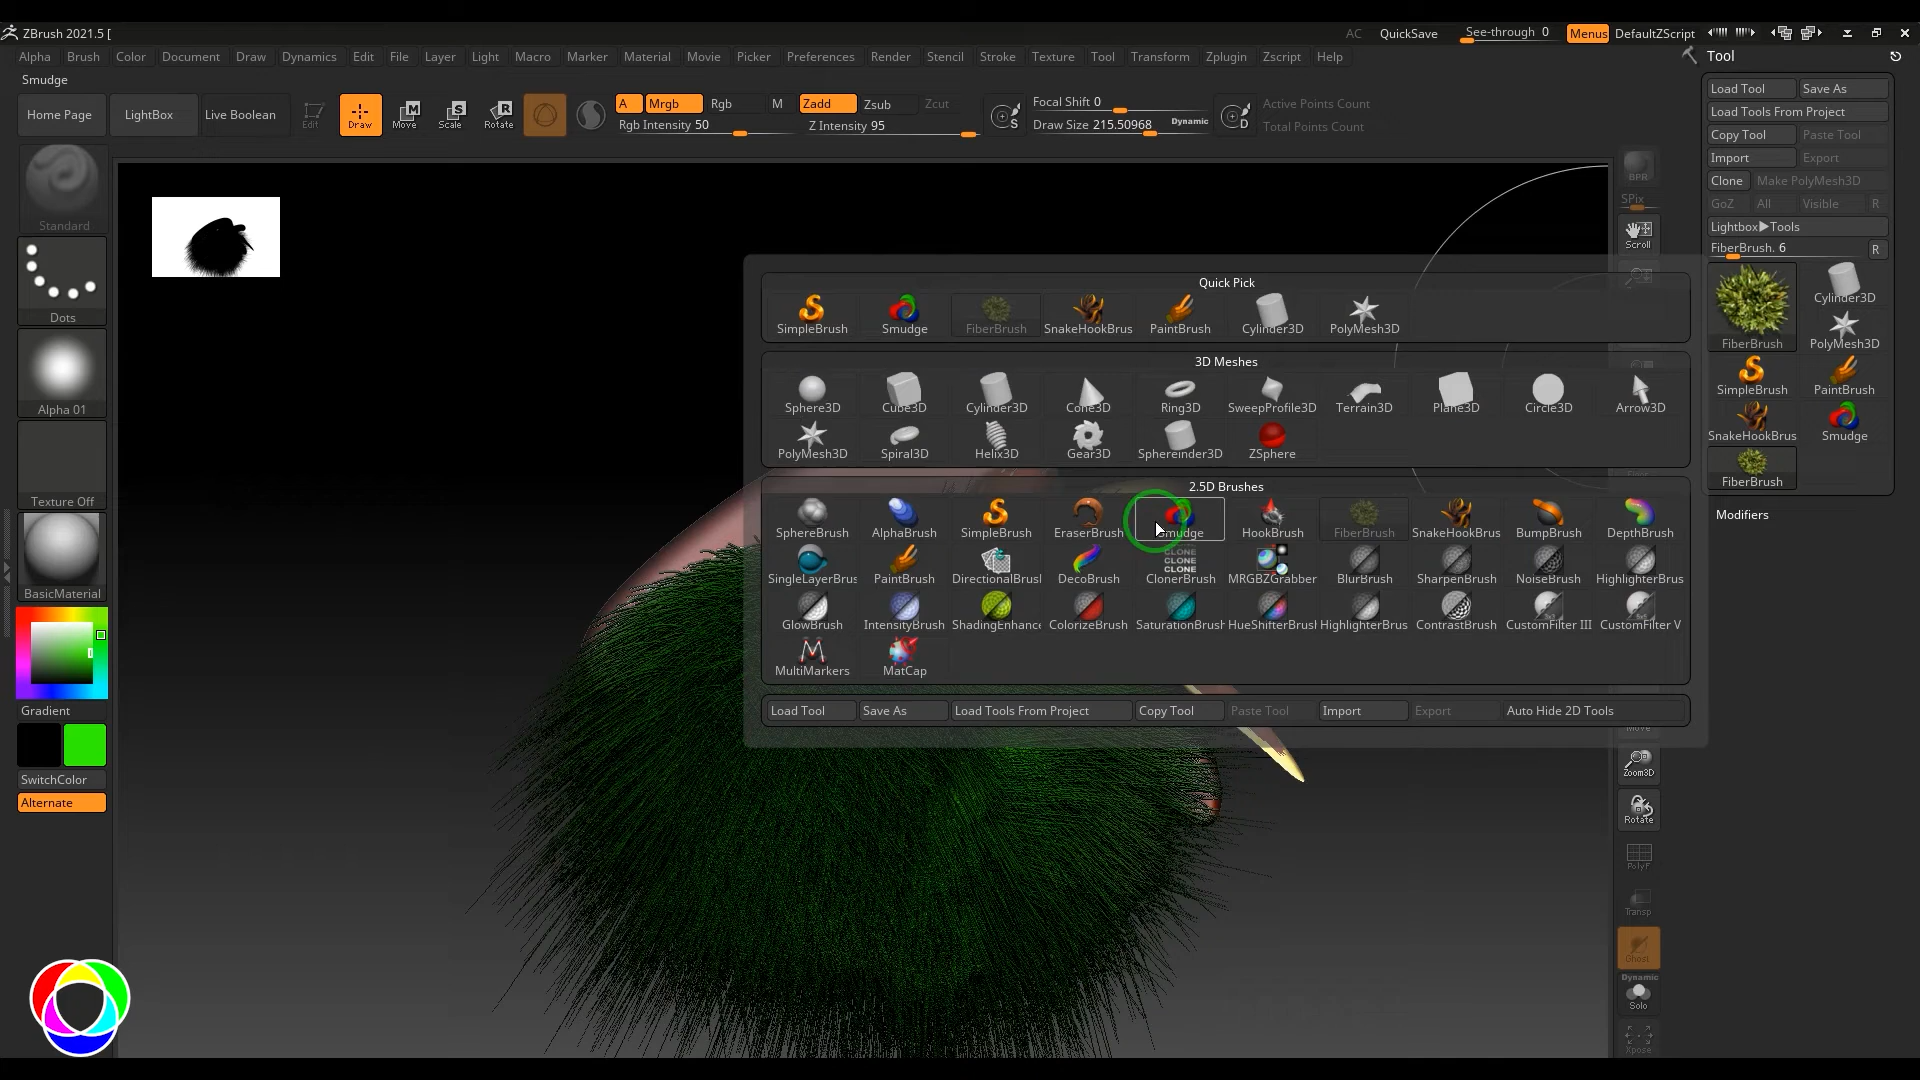 ZBrush 2021.5 [
AC QuickSave See-through 0 Menus DefaultZScript
Alpha Brush Color Document Draw Dynamics Edit File Layer Light Macro Marker Material Movie Picker Preferences Render Stencil Stroke Texture Tool Transform Zplugin Zscript Help
Tool
Smudge
Home Page LightBox Live Boolean Edit Draw Move Scale Rotate
A Mrgb Rgb M Zadd Zsub Zcut
Rgb Intensity 50 Z Intensity 95
S
Focal Shift 0
Draw Size 215.50968 Dynamic
D
Active Points Count
Total Points Count
Load Tool Save As
Load Tools From Project
Copy Tool Paste Tool
Import Export
Clone Make PolyMesh3D
GoZ All Visible R
Lightbox▶Tools
FiberBrush. 6 R
FiberBrush Cylinder3D
PolyMesh3D
SimpleBrush PaintBrush
SnakeHookBrus Smudge
FiberBrush
Modifiers
Standard
Dots
Alpha 01
Texture Off
BasicMaterial
Gradient
SwitchColor
Alternate
Quick Pick
SimpleBrush Smudge FiberBrush SnakeHookBrus PaintBrush Cylinder3D PolyMesh3D
3D Meshes
Sphere3D Cube3D Cylinder3D Cone3D Ring3D SweepProfile3D Terrain3D Plane3D Circle3D Arrow3D
PolyMesh3D Spiral3D Helix3D Gear3D Sphereinder3D ZSphere
2.5D Brushes
SphereBrush AlphaBrush SimpleBrush EraserBrush Smudge HookBrush FiberBrush SnakeHookBrus BumpBrush DepthBrush
CLONE
CLONE
CLONE
SingleLayerBrus PaintBrush DirectionalBrusl DecoBrush ClonerBrush MRGBZGrabber BlurBrush SharpenBrush NoiseBrush HighlighterBrus
GlowBrush IntensityBrush ShadingEnhance ColorizeBrush SaturationBrush HueShifterBrusl HighlighterBrus ContrastBrush CustomFilter III CustomFilter V
MultiMarkers MatCap
Load Tool Save As Load Tools From Project Copy Tool Paste Tool Import Export Auto Hide 2D Tools
BPR
SPix
Scroll
Move
Zoom3D
Rotate
PolyF
Transp
Ghost
Dynamic
Solo
Xpose